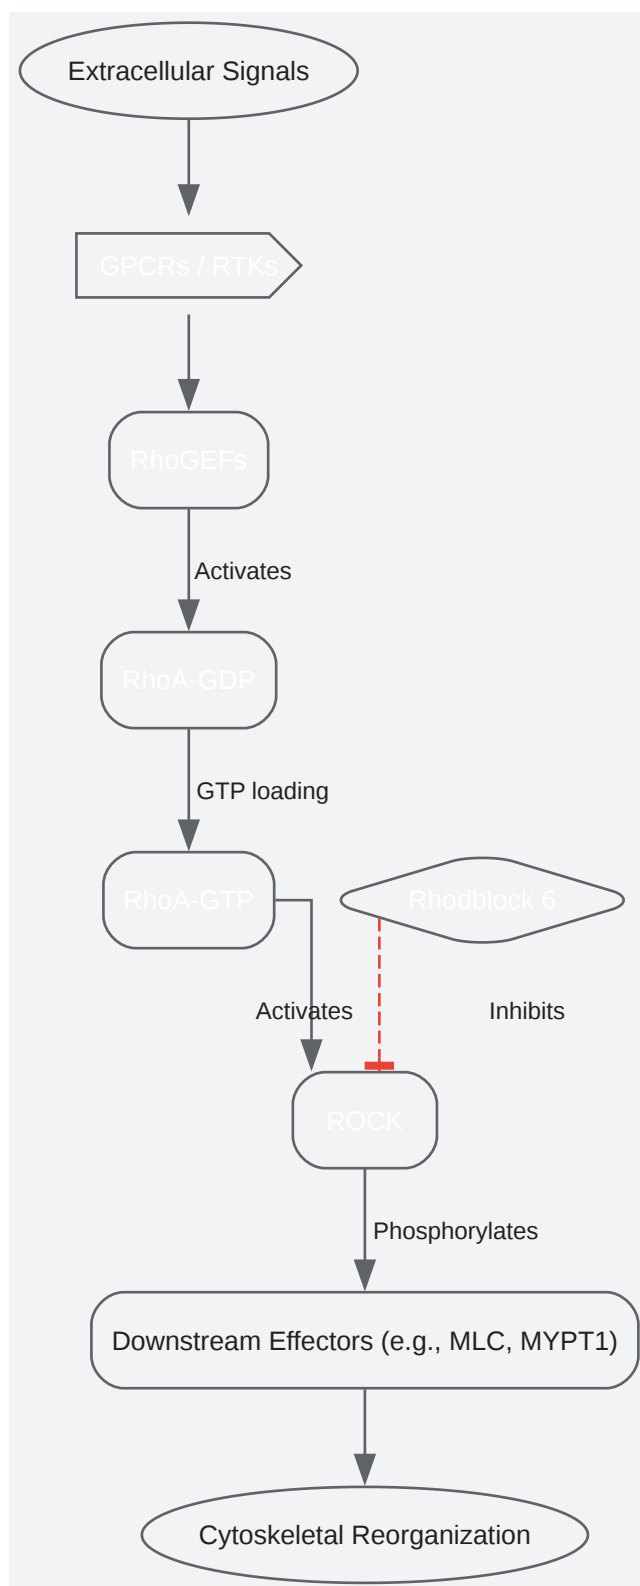 Extracellular Signals
GPCRs / RTKs
RhoGEFs
Activates
RhoA-GDP
GTP loading
RhoA-GTP
Rhodblock 6
Activates
Inhibits
ROCK
Phosphorylates
Downstream Effectors (e.g., MLC, MYPT1)
Cytoskeletal Reorganization